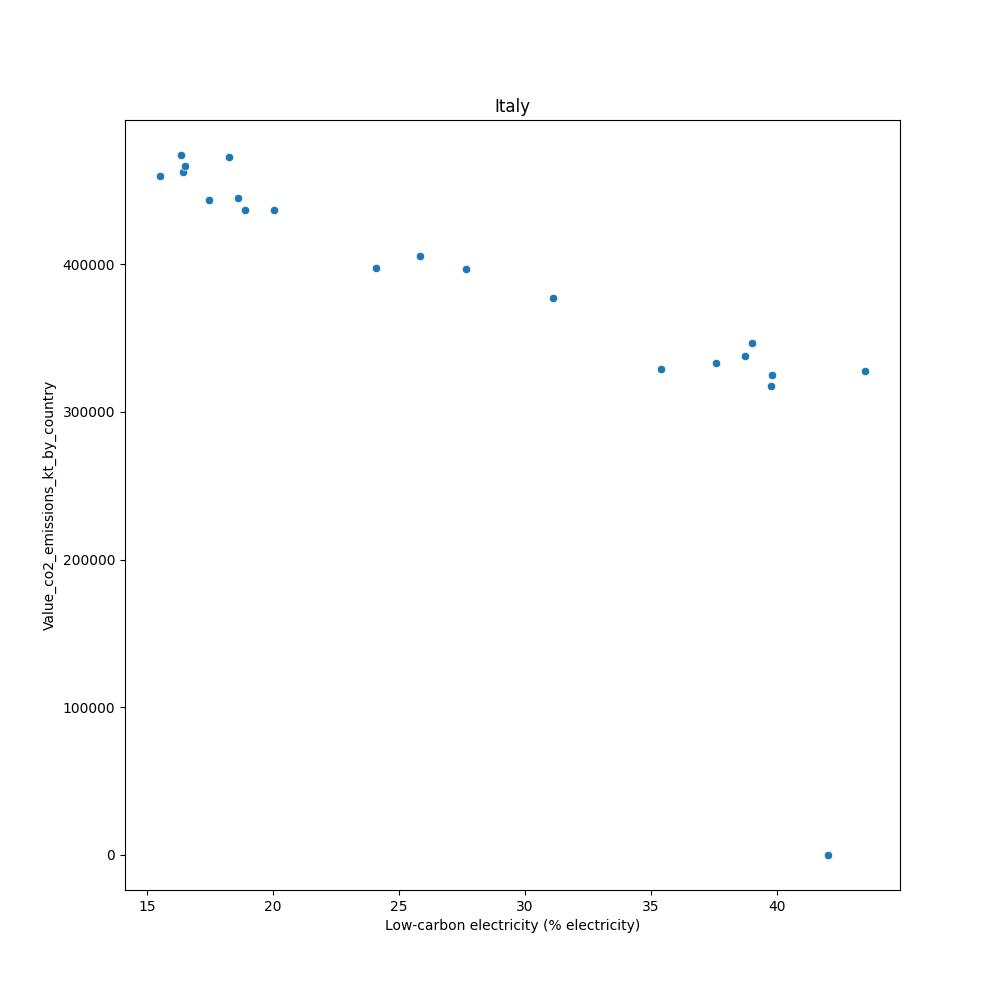 Italy
400000
300000
200000
100000
0
Value_co2_emissions_kt_by_country
15 20 25 30 35 40
Low-carbon electricity (% electricity)